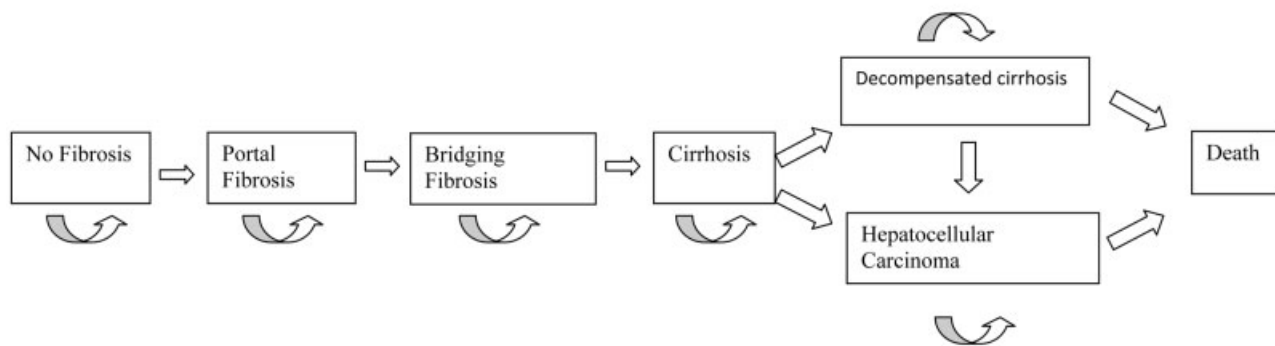 No Fibrosis
Portal
Fibrosis
Bridging
Fibrosis
Cirrhosis
Decompensated cirrhosis
Hepatocellular
Carcinoma
Death